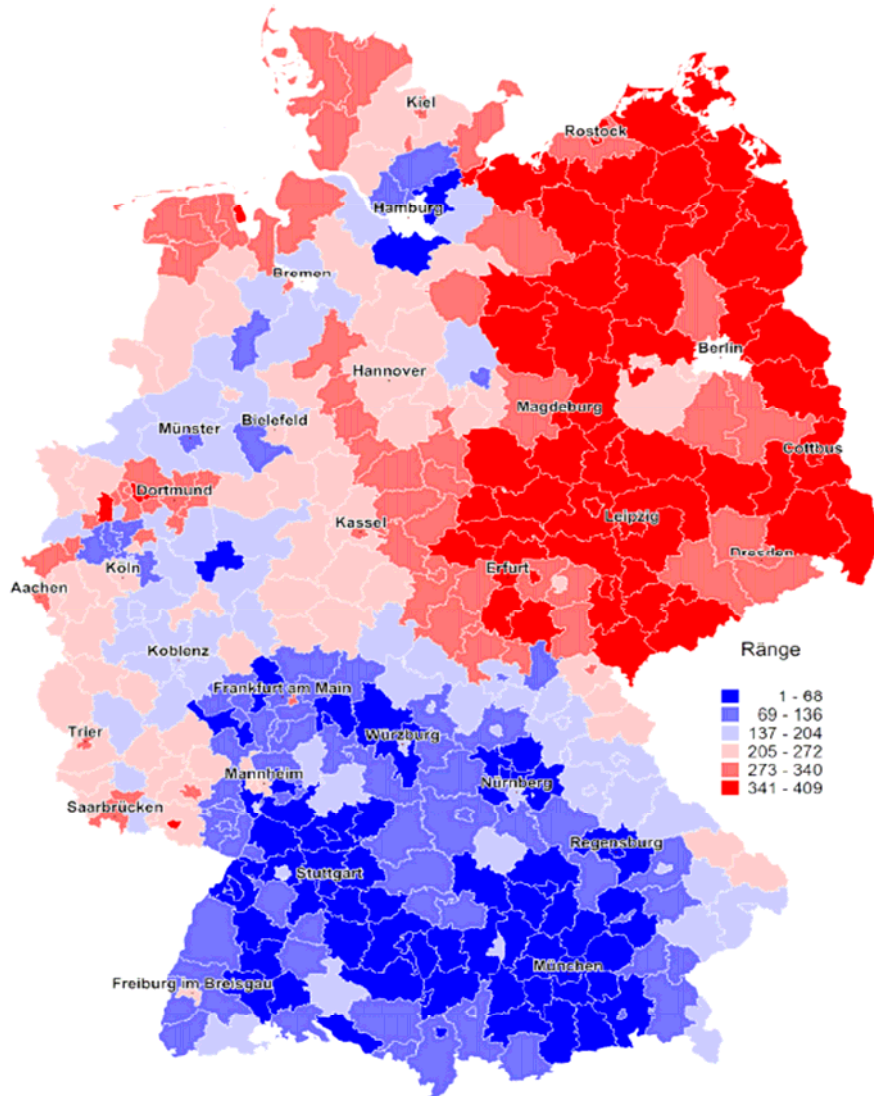 Kiel
Rostock
Hamburg
Bremen
Berlin
Hannover
Magdeburg
Bielefeld
Münster
Cottbus
Dortmund
Leipzig
Kassel
Dresden
Erfurt
Köln
Aachen
Ränge
Koblenz
Frankfurt am Main
1 - 68
69 - 136
137 - 204
205 - 272
273 - 340
341 - 409
Trier
Würzburg
Mannheim
Nürnberg
Saarbrücken
Regensburg
Stuttgart
München
Freiburg im Breisgau